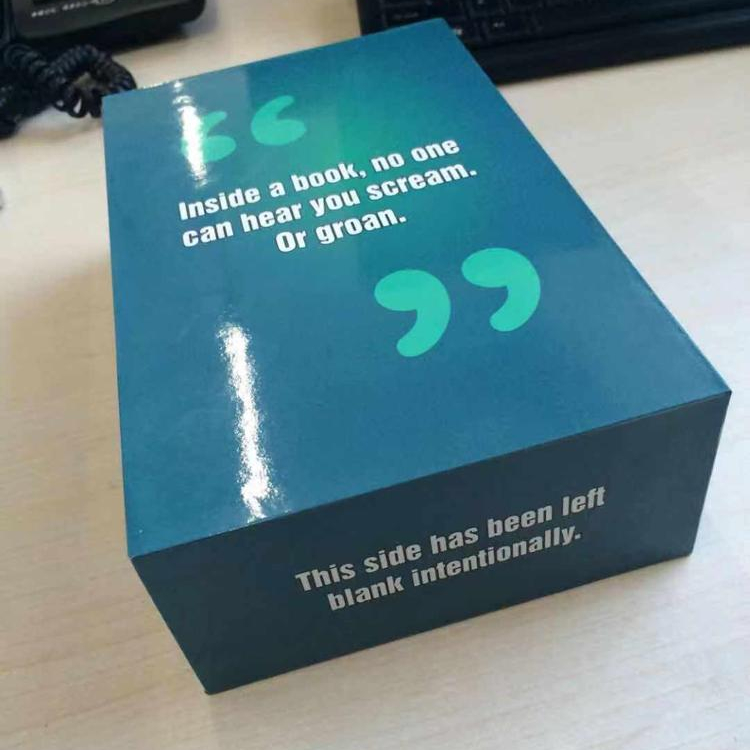 “
Inside a book, no one
can hear you scream.
Or groan.
”
This side has been left
blank intentionally.